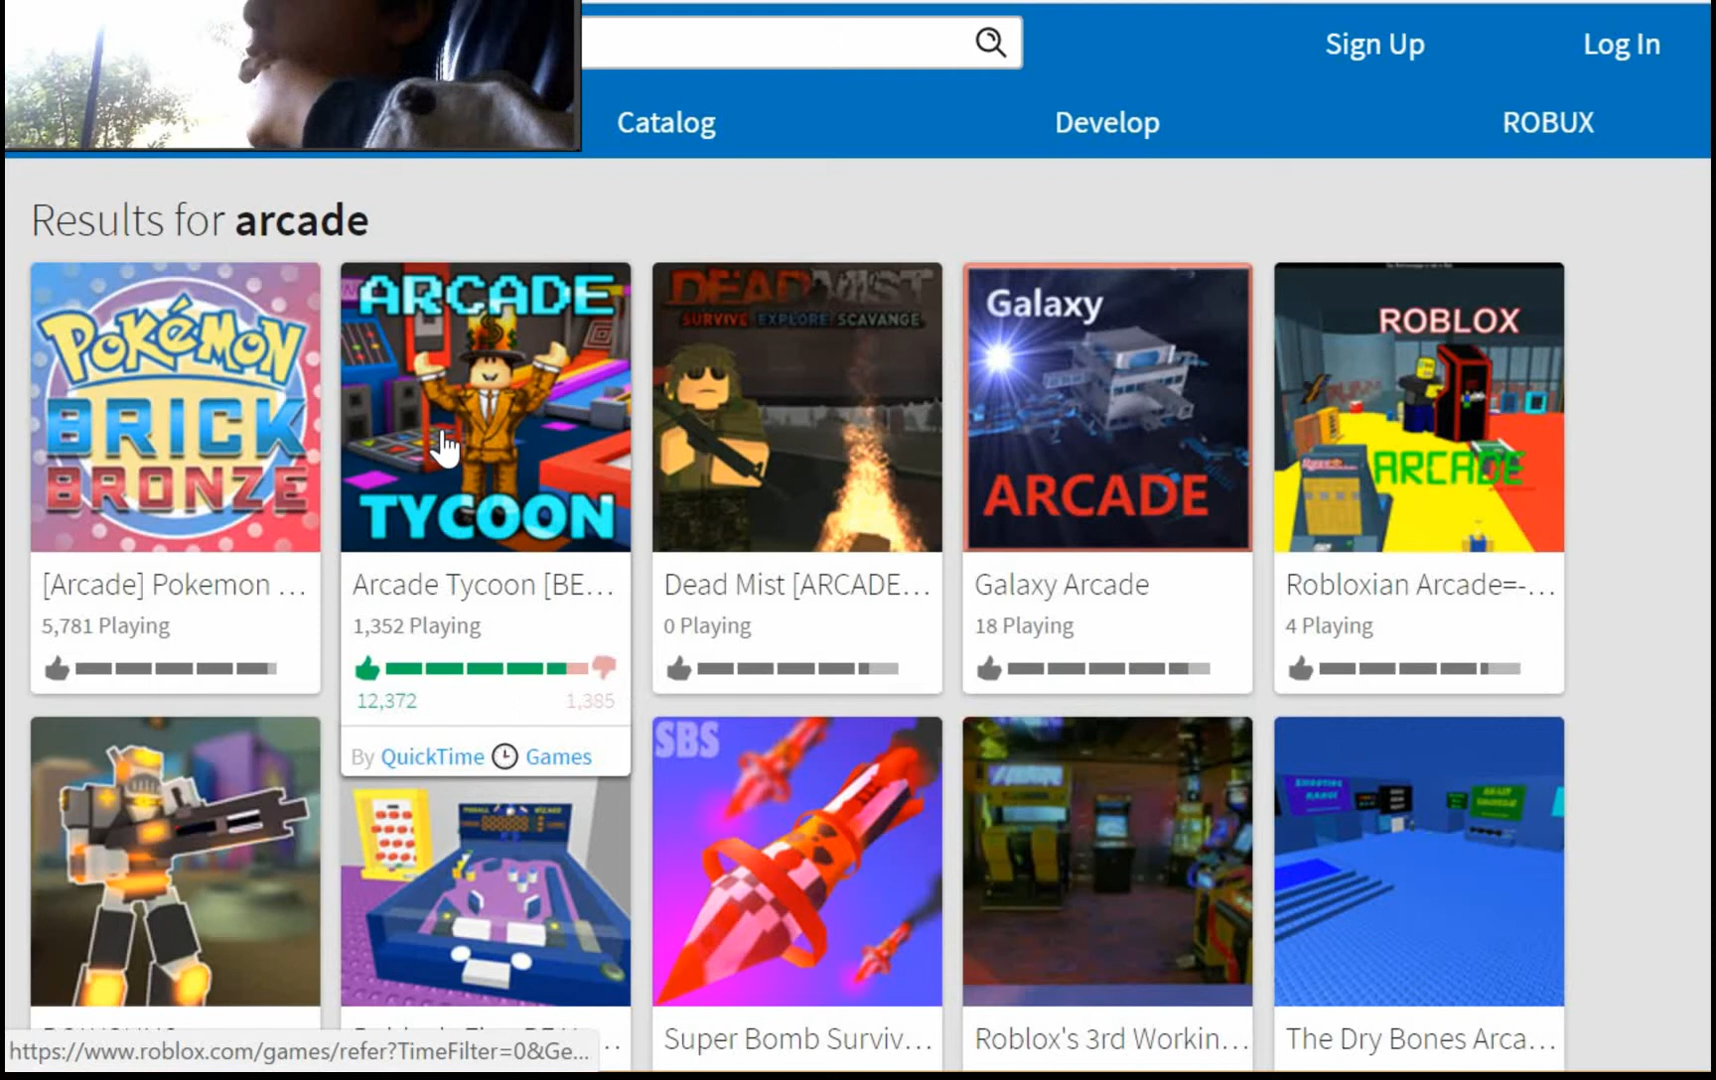 Sign Up
Log In
Catalog
Develop
ROBUX
Results for arcade
POKéMON
BRICK
BRONZE
ARCADE
TYCOON
DEADMIST
SURVIVE EXPLORE SCAVANGE
Galaxy
ARCADE
ROBLOX
ARCADE
[Arcade] Pokemon ...
Arcade Tycoon [BE...
Dead Mist [ARCADE...
Galaxy Arcade
Robloxian Arcade=-...
5,781 Playing
1,352 Playing
0 Playing
18 Playing
4 Playing
12,372
1,385
By QuickTime Games
SBS
SHOOTING
RANGE
Super Bomb Surviv...
Roblox's 3rd Workin...
The Dry Bones Arca...
https://www.roblox.com/games/refer?TimeFilter=0&Ge...